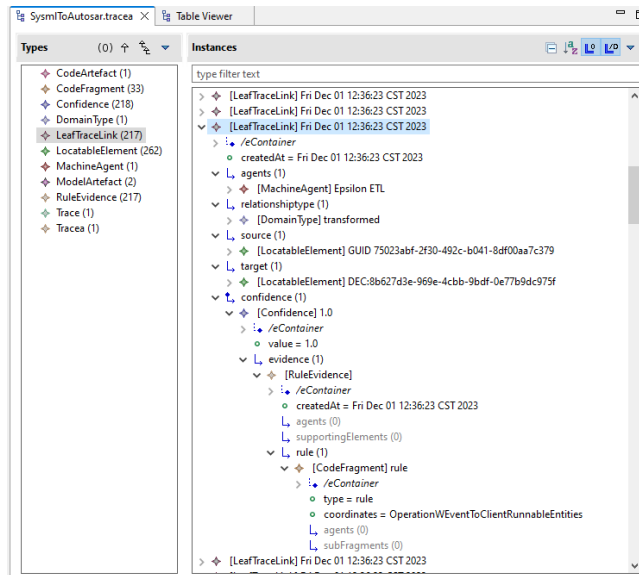 SysmlToAutosar.tracea
Table Viewer
Types (0)
Instances
type filter text
CodeArtefact (1)
CodeFragment (33)
Confidence (218)
DomainType (1)
LeafTraceLink (217)
LocatableElement (262)
MachineAgent (1)
ModelArtefact (2)
RuleEvidence (217)
Trace (1)
Tracea (1)
[LeafTraceLink] Fri Dec 01 12:36:23 CST 2023
[LeafTraceLink] Fri Dec 01 12:36:23 CST 2023
[LeafTraceLink] Fri Dec 01 12:36:23 CST 2023
/eContainer
createdAt = Fri Dec 01 12:36:23 CST 2023
agents (1)
[MachineAgent] Epsilon ETL
relationshiptype (1)
[DomainType] transformed
source (1)
[LocatableElement] GUID 75023abf-2f30-492c-b041-8df00aa7c379
target (1)
[LocatableElement] DEC:8b627d3e-969e-4cbb-9bdf-0e77b9dc975f
confidence (1)
[Confidence] 1.0
/eContainer
value = 1.0
evidence (1)
[RuleEvidence]
/eContainer
createdAt = Fri Dec 01 12:36:23 CST 2023
agents (0)
supportingElements (0)
rule (1)
[CodeFragment] rule
/eContainer
type = rule
coordinates = OperationWEventToClientRunnableEntities
agents (0)
subFragments (0)
[LeafTraceLink] Fri Dec 01 12:36:23 CST 2023